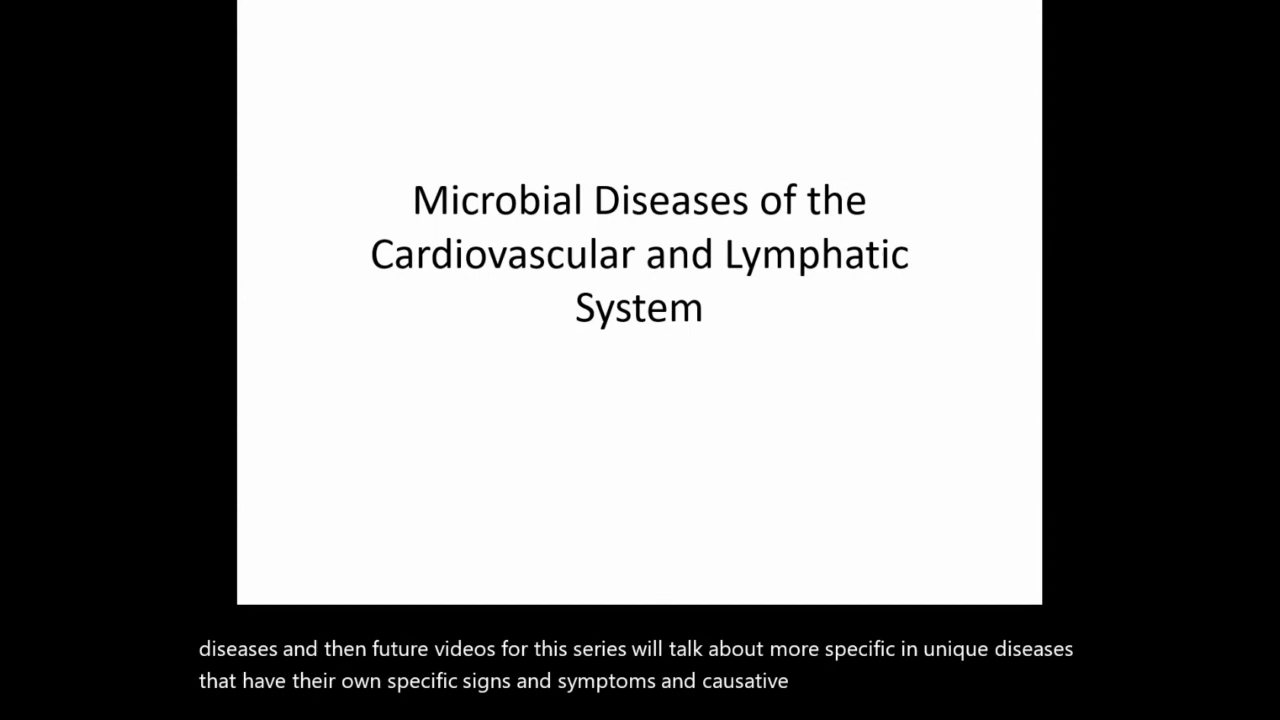 Microbial Diseases of the
Cardiovascular and Lymphatic
System
diseases and then future videos for this series will talk about more specific in unique diseases
that have their own specific signs and symptoms and causative